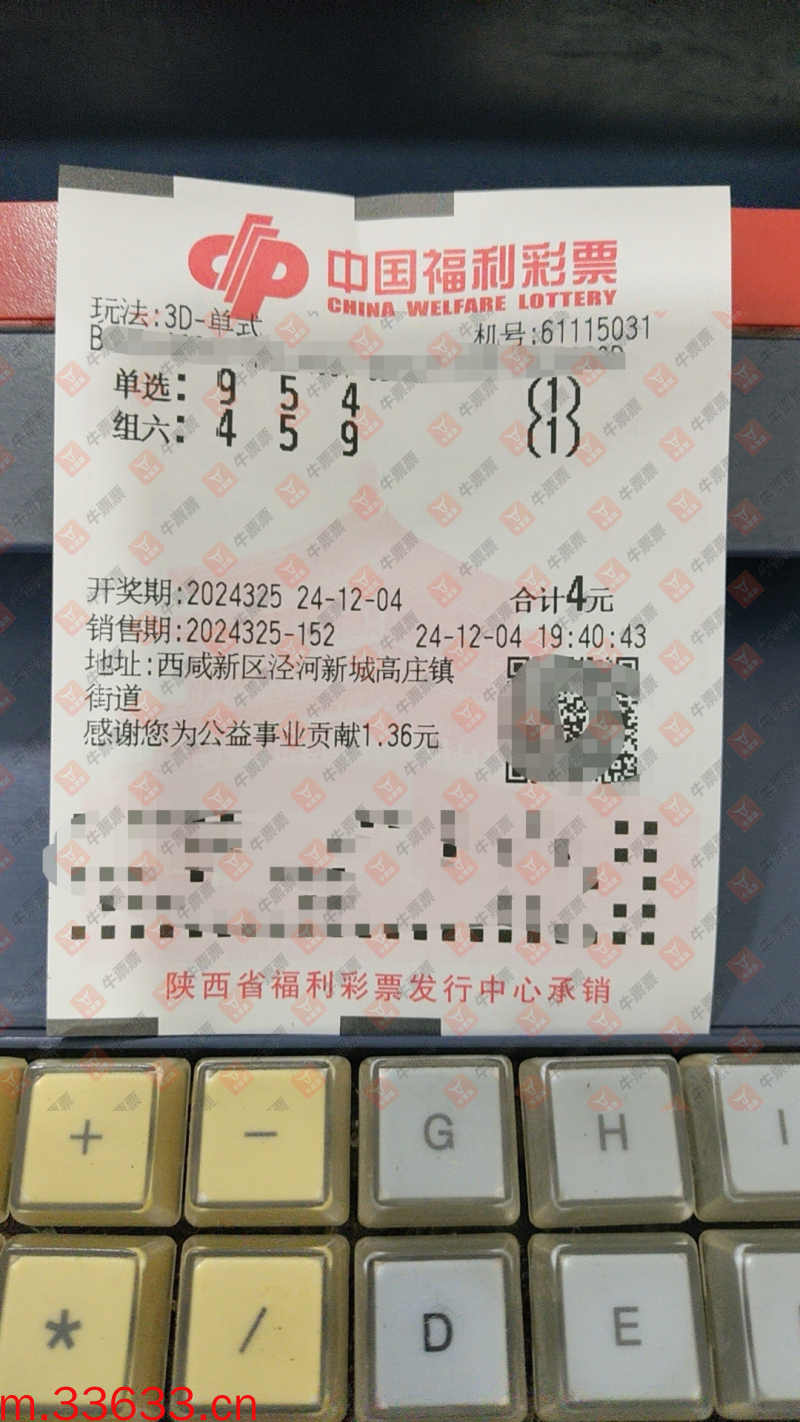 中国福利彩票
CHINA WELFARE LOTTERY
玩法:3D-单式
机号:61115031
B
单选: 9 5 4 (1)
组六: 4 5 9 (1)
开奖期:2024325 24-12-04 合计4元
销售期:2024325-152 24-12-04 19:40:43
地址:西咸新区泾河新城高庄镇
街道
感谢您为公益事业贡献1.36元
陕西省福利彩票发行中心承销
牛票票
+ - G H I
* / D E
m.33633.cn